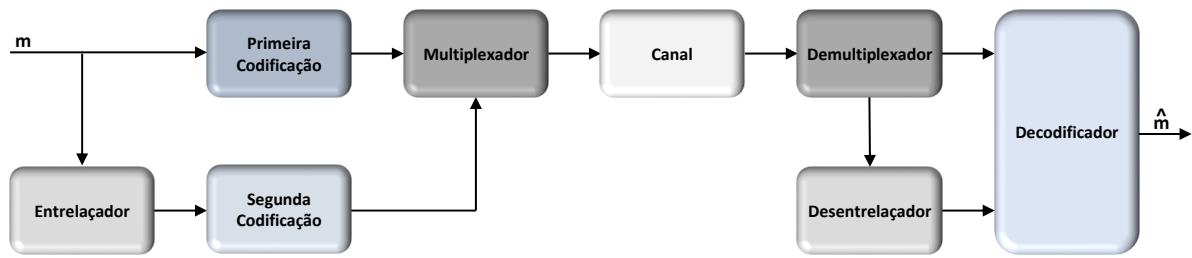 m
Primeira
Codificação
Multiplexador
Canal
Demultiplexador
Decodificador
m̂
Entrelaçador
Segunda
Codificação
Desentrelaçador